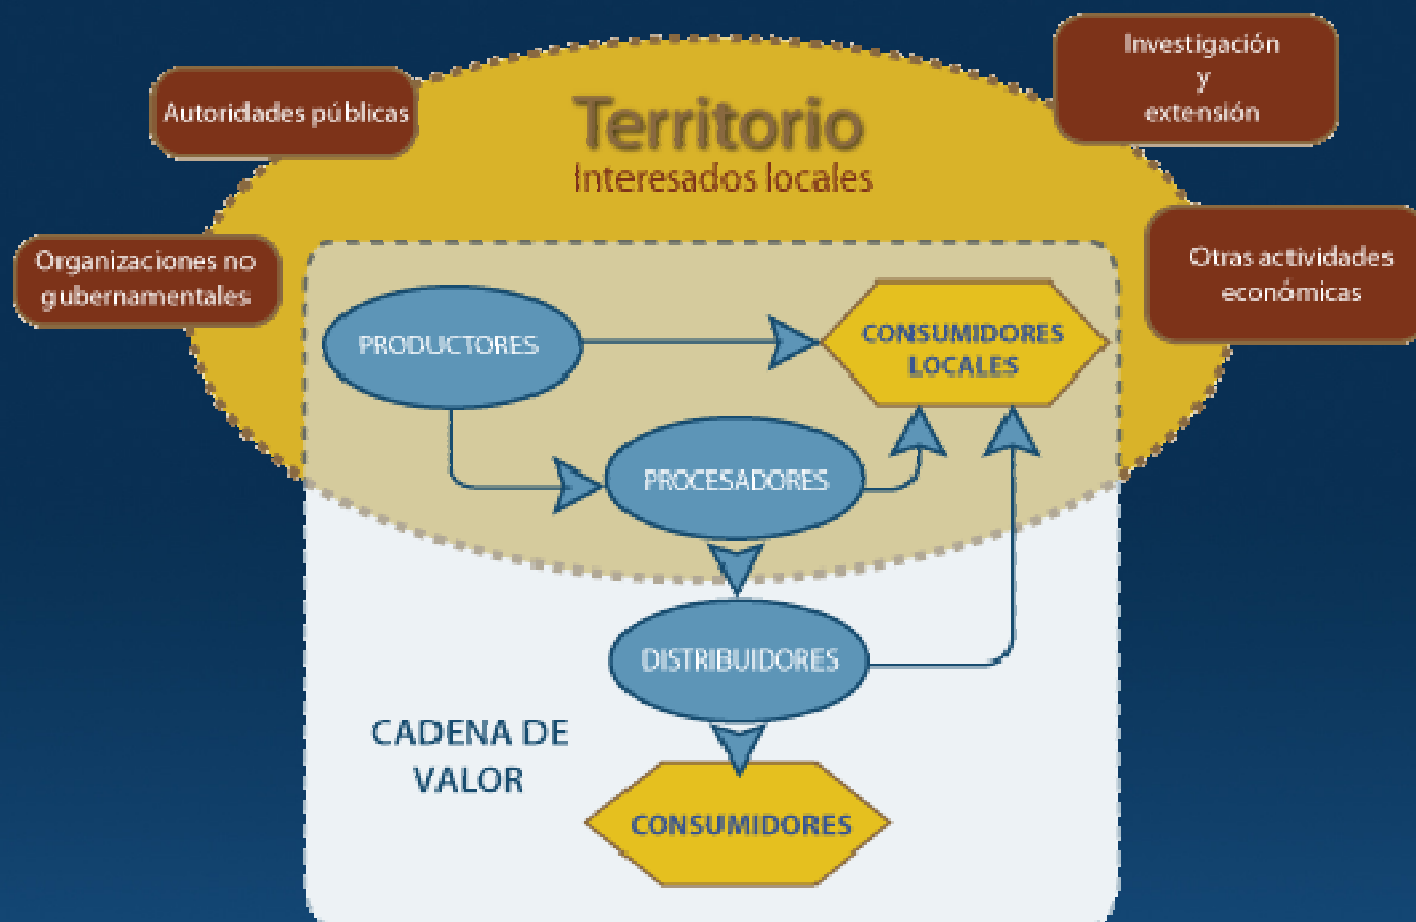 Investigación
y
extensión
Autoridades públicas
Territorio
Interesados locales
Organizaciones no
gubernamentales
Otras actividades
económicas
PRODUCTORES
CONSUMIDORES
LOCALES
PROCESADORES
DISTRIBUIDORES
CADENA DE
VALOR
CONSUMIDORES